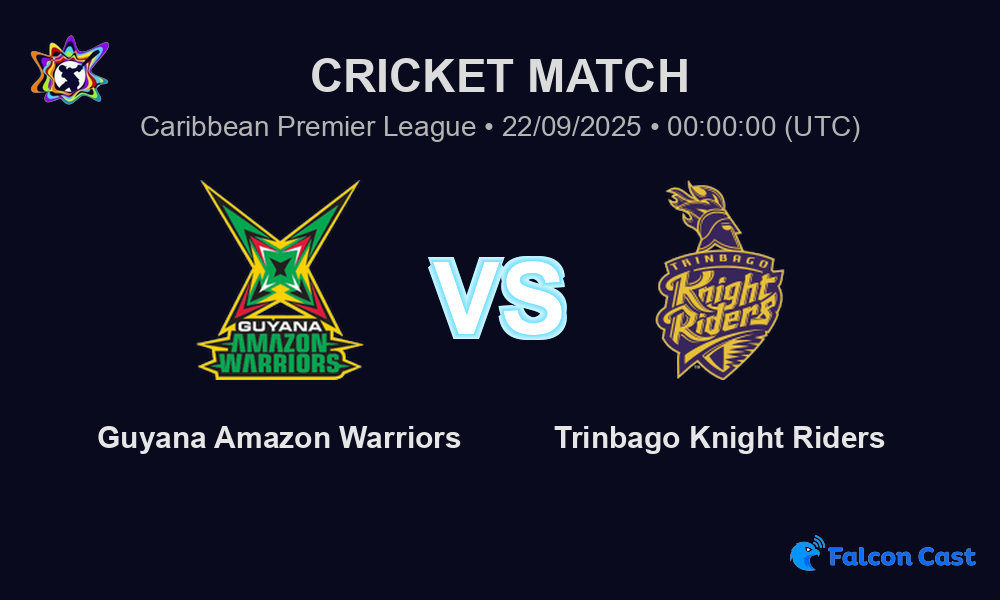 CRICKET MATCH
Caribbean Premier League • 22/09/2025 • 00:00:00 (UTC)
GUYANA
AMAZON
WARRIORS
VS
TRINBAGO
Knight
Riders
TM
Guyana Amazon Warriors
Trinbago Knight Riders
Falcon Cast